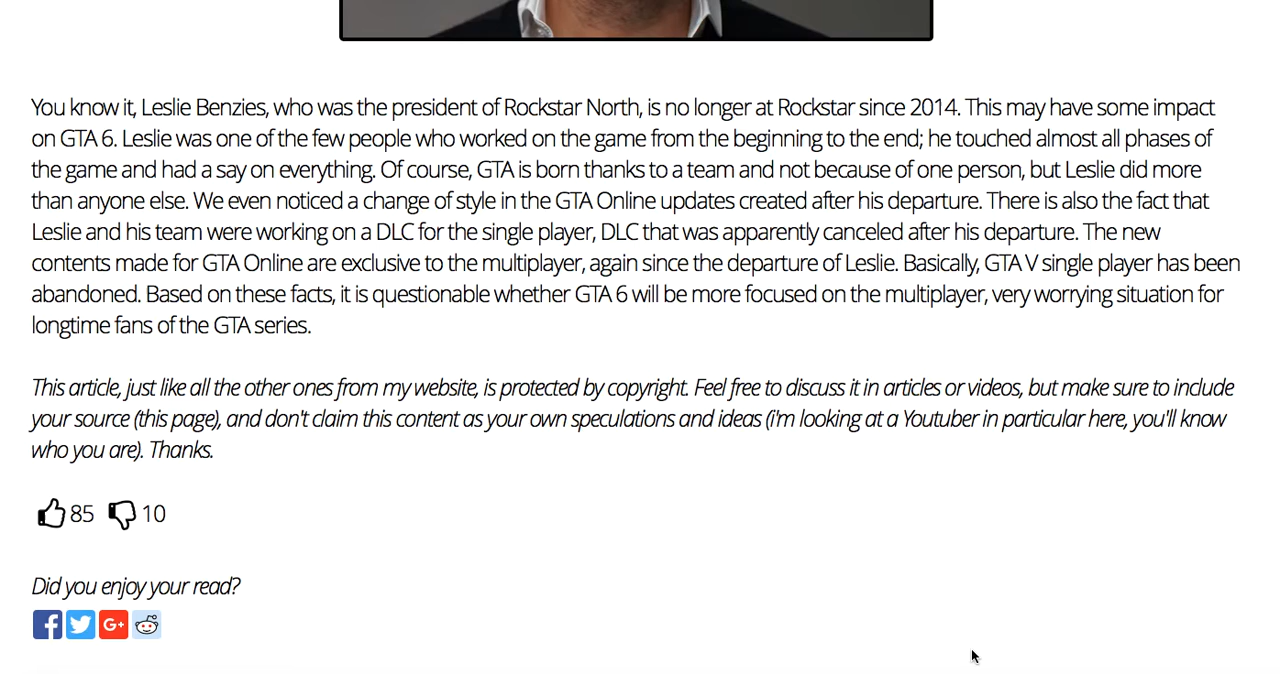 You know it, Leslie Benzies, who was the president of Rockstar North, is no longer at Rockstar since 2014. This may have some impact
on GTA 6. Leslie was one of the few people who worked on the game from the beginning to the end; he touched almost all phases of
the game and had a say on everything. Of course, GTA is born thanks to a team and not because of one person, but Leslie did more
than anyone else. We even noticed a change of style in the GTA Online updates created after his departure. There is also the fact that
Leslie and his team were working on a DLC for the single player, DLC that was apparently canceled after his departure. The new
contents made for GTA Online are exclusive to the multiplayer, again since the departure of Leslie. Basically, GTA V single player has been
abandoned. Based on these facts, it is questionable whether GTA 6 will be more focused on the multiplayer, very worrying situation for
longtime fans of the GTA series.
This article, just like all the other ones from my website, is protected by copyright. Feel free to discuss it in articles or videos, but make sure to include
your source (this page), and don't claim this content as your own speculations and ideas (i'm looking at a Youtuber in particular here, you'll know
who you are). Thanks.
85 10
Did you enjoy your read?
f G+